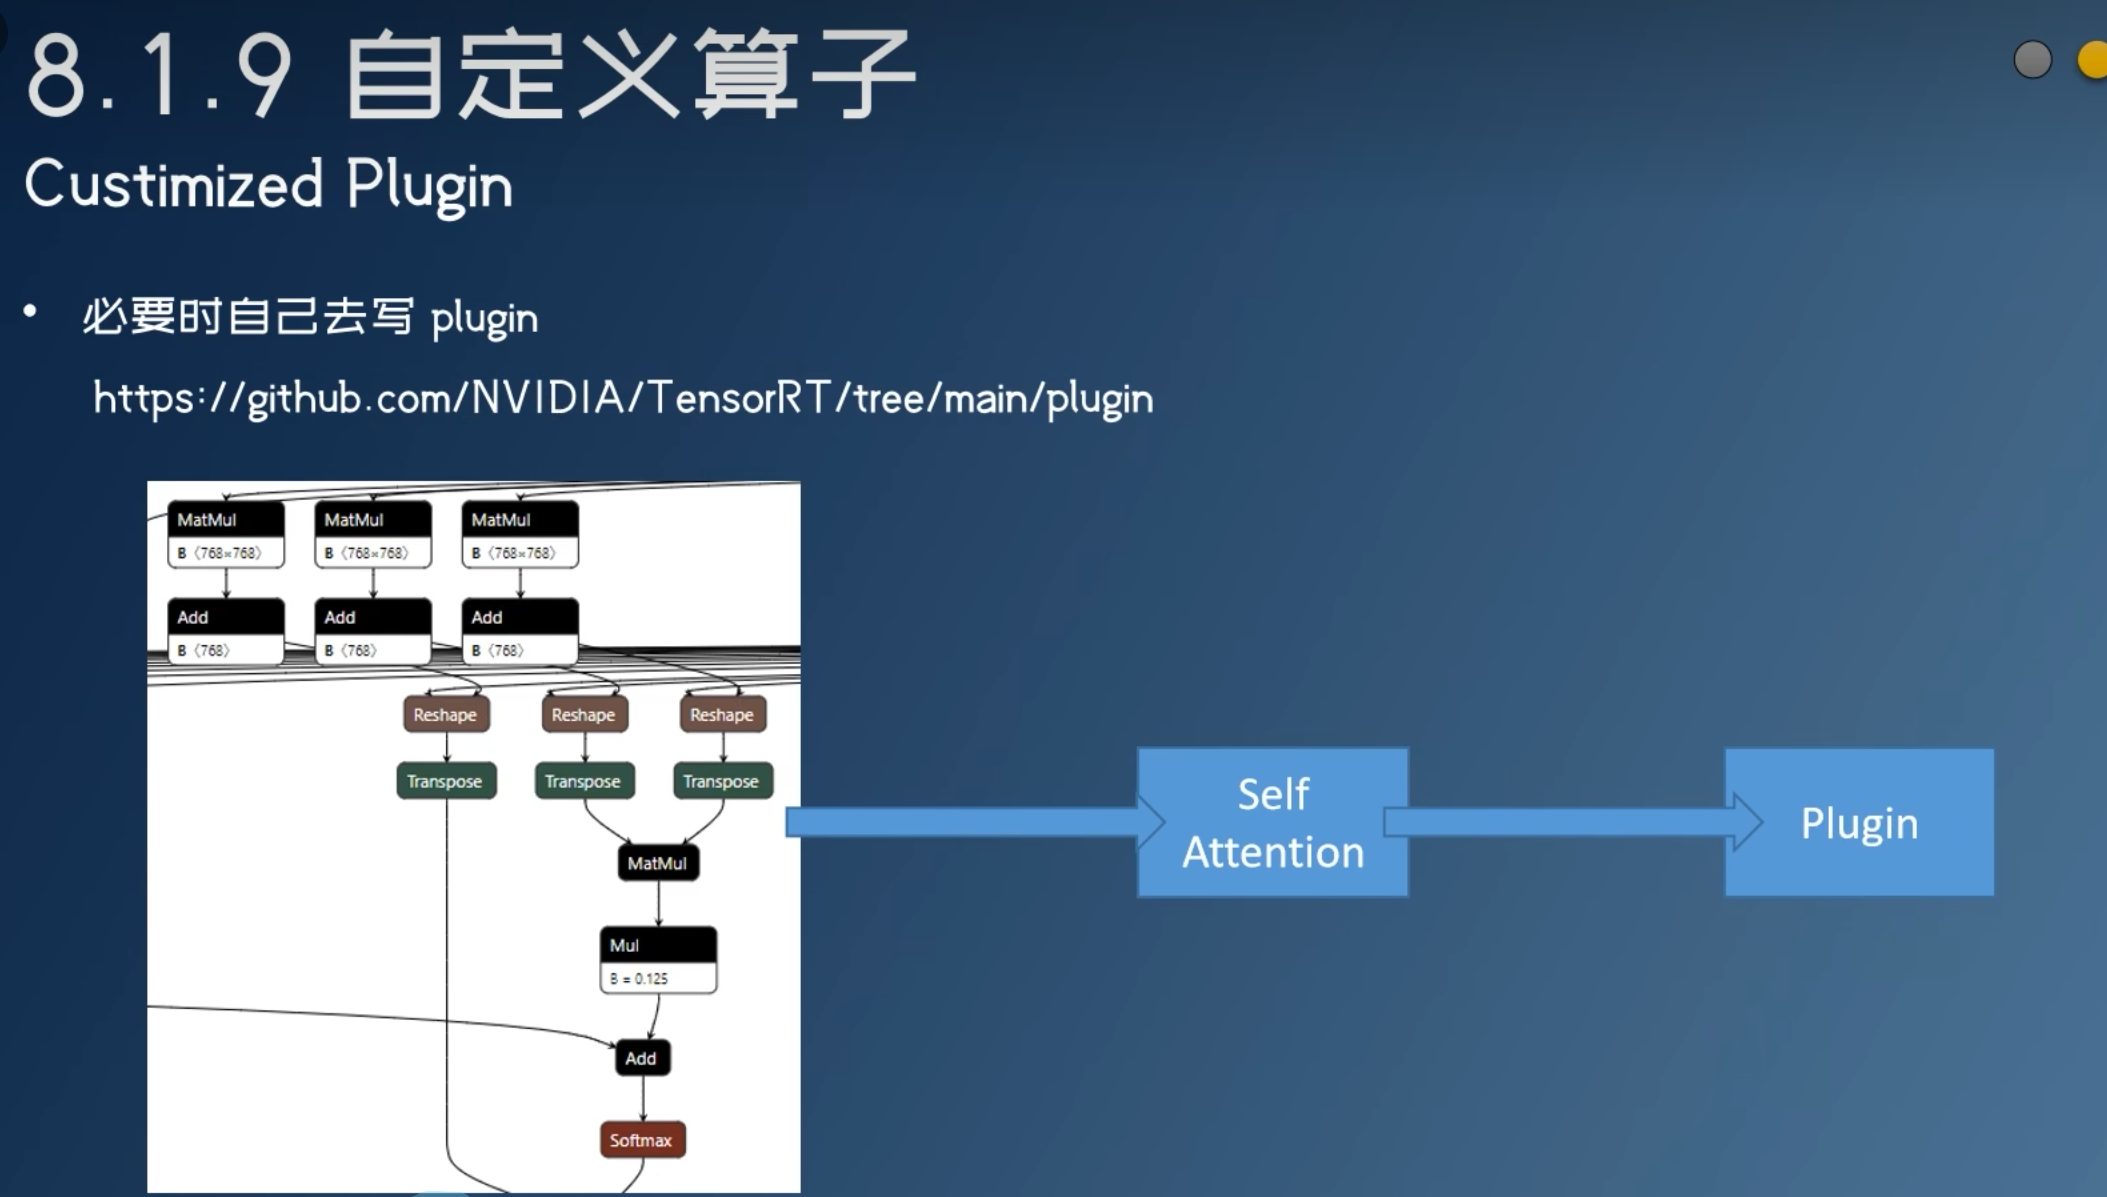 8.1.9 自定义算子
Custimized Plugin
• 必要时自己去写 plugin
https://github.com/NVIDIA/TensorRT/tree/main/plugin
MatMul MatMul MatMul
B ⟨768×768⟩ B ⟨768×768⟩ B ⟨768×768⟩
Add Add Add
B ⟨768⟩ B ⟨768⟩ B ⟨768⟩
Reshape Reshape Reshape
Transpose Transpose Transpose
MatMul
Mul
B = 0.125
Add
Softmax
Self
Attention
Plugin